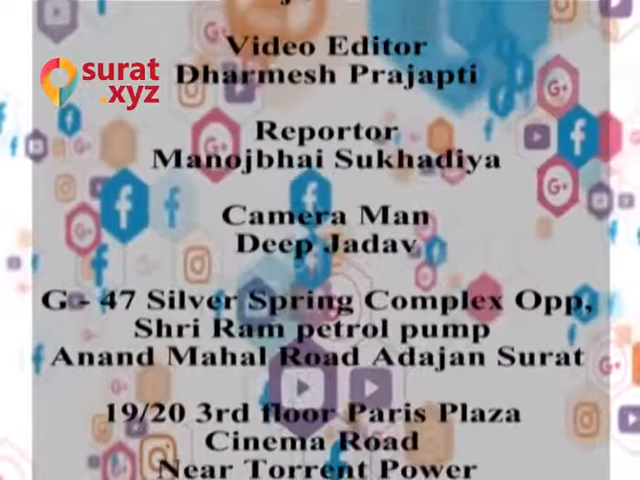 Video Editor
surat
.xyz
Dharmesh Prajapti
Reportor
Manojbhai Sukhadiya
Camera Man
Deep Jadav
G - 47 Silver Spring Complex Opp,
Shri Ram petrol pump
Anand Mahal Road Adajan Surat
19/20 3rd floor Paris Plaza
Cinema Road
Near Torrent Power